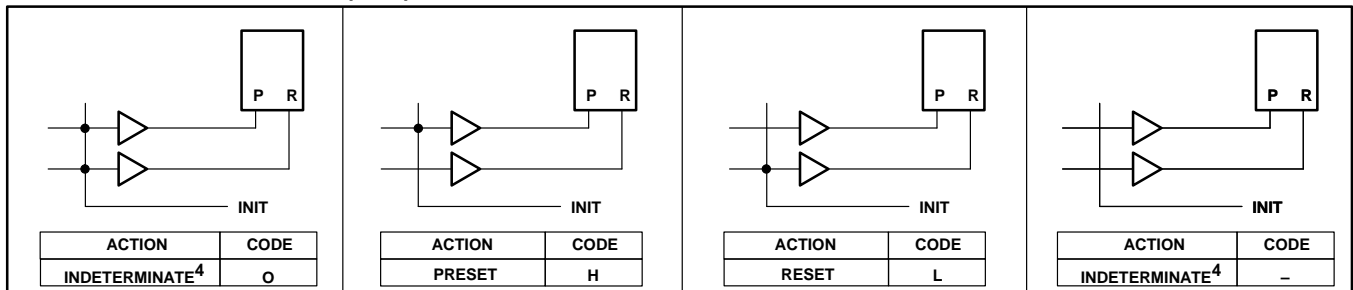 P R
P R
P R
P R
INIT
INIT
INIT
INIT
ACTION CODE
INDETERMINATE4 O
ACTION CODE
PRESET H
ACTION CODE
RESET L
ACTION CODE
INDETERMINATE4 –